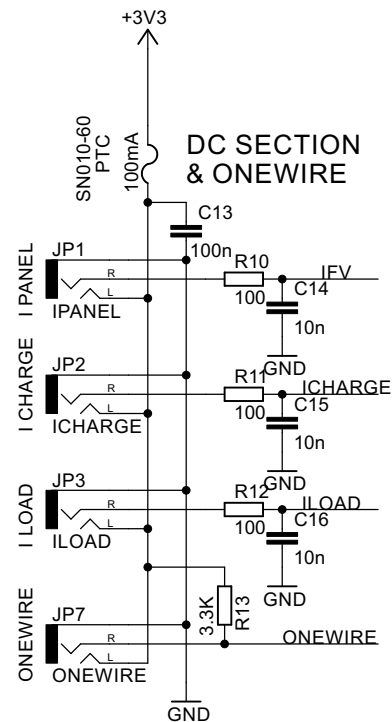 +3V3
SN010-60
PTC
100mA
DC SECTION
& ONEWIRE
C13
100n
I PANEL
JP1
R
L
IPANEL
R10
100
IFV
C14
10n
GND
I CHARGE
JP2
R
L
ICHARGE
R11
100
ICHARGE
C15
10n
GND
I LOAD
JP3
R
L
ILOAD
R12
100
ILOAD
C16
10n
GND
3.3K
R13
ONEWIRE
JP7
R
L
ONEWIRE
ONEWIRE
GND